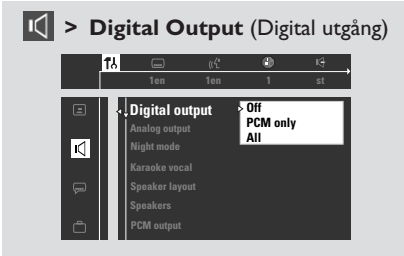 > Digital Output (Digital utgång)
1en 1en 1 st
Digital output
Off
PCM only
All
Analog output
Night mode
Karaoke vocal
Speaker layout
Speakers
PCM output